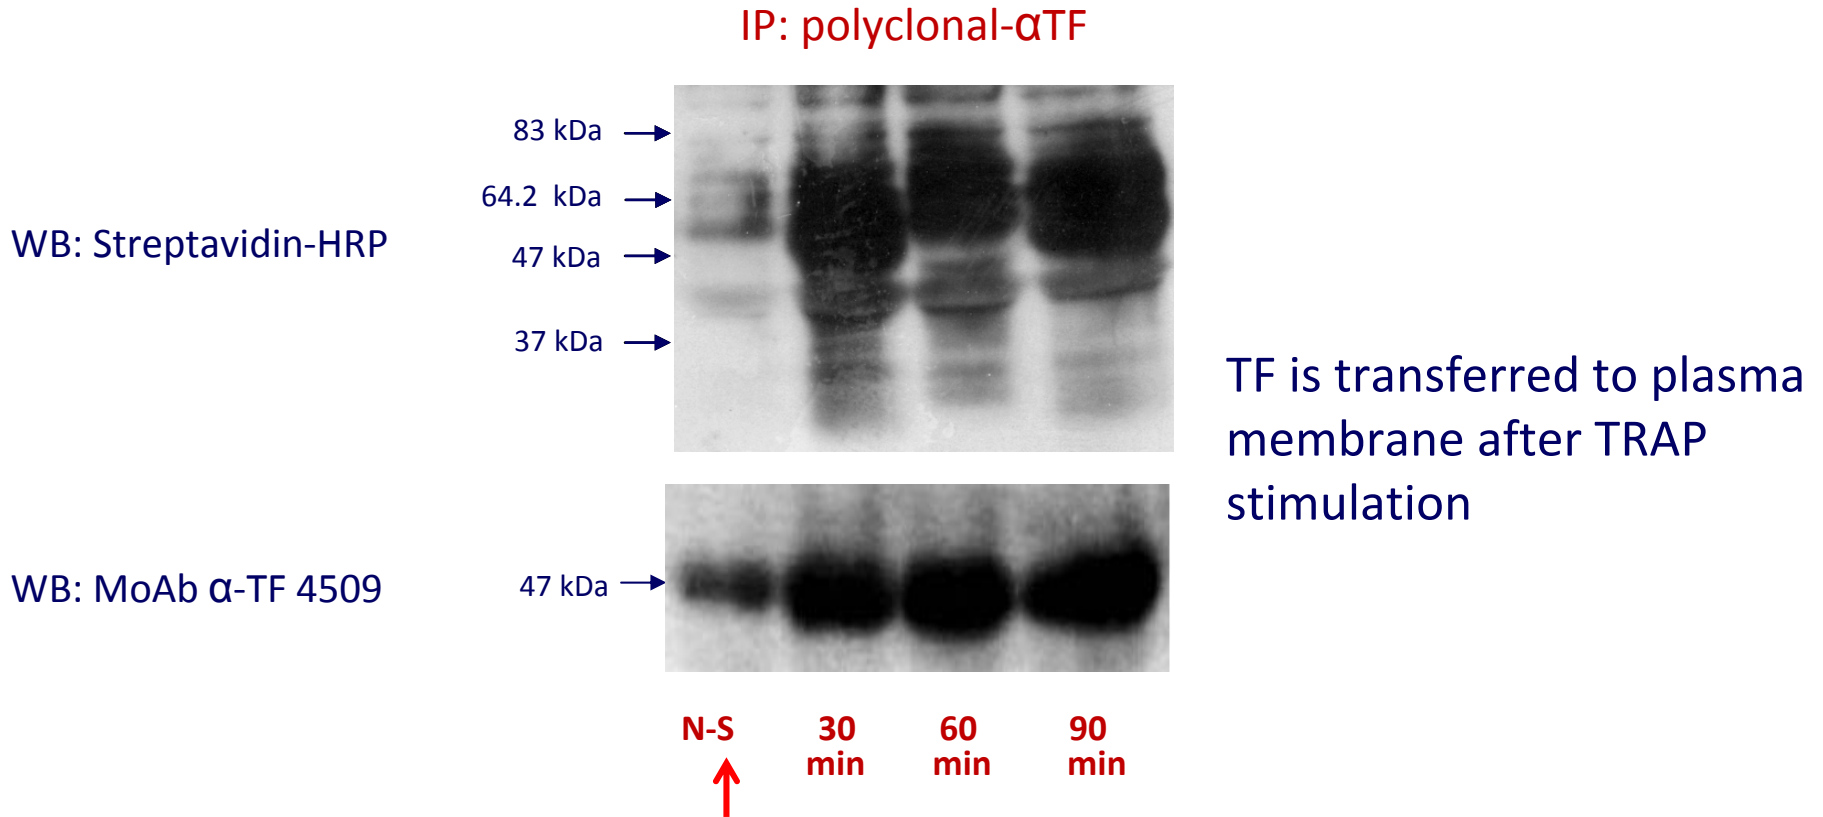 IP: polyclonal-αTF
83 kDa
64.2 kDa
WB: Streptavidin-HRP
47 kDa
37 kDa
TF is transferred to plasma
membrane after TRAP
stimulation
WB: MoAb α-TF 4509
47 kDa
N-S 30 60 90
min min min